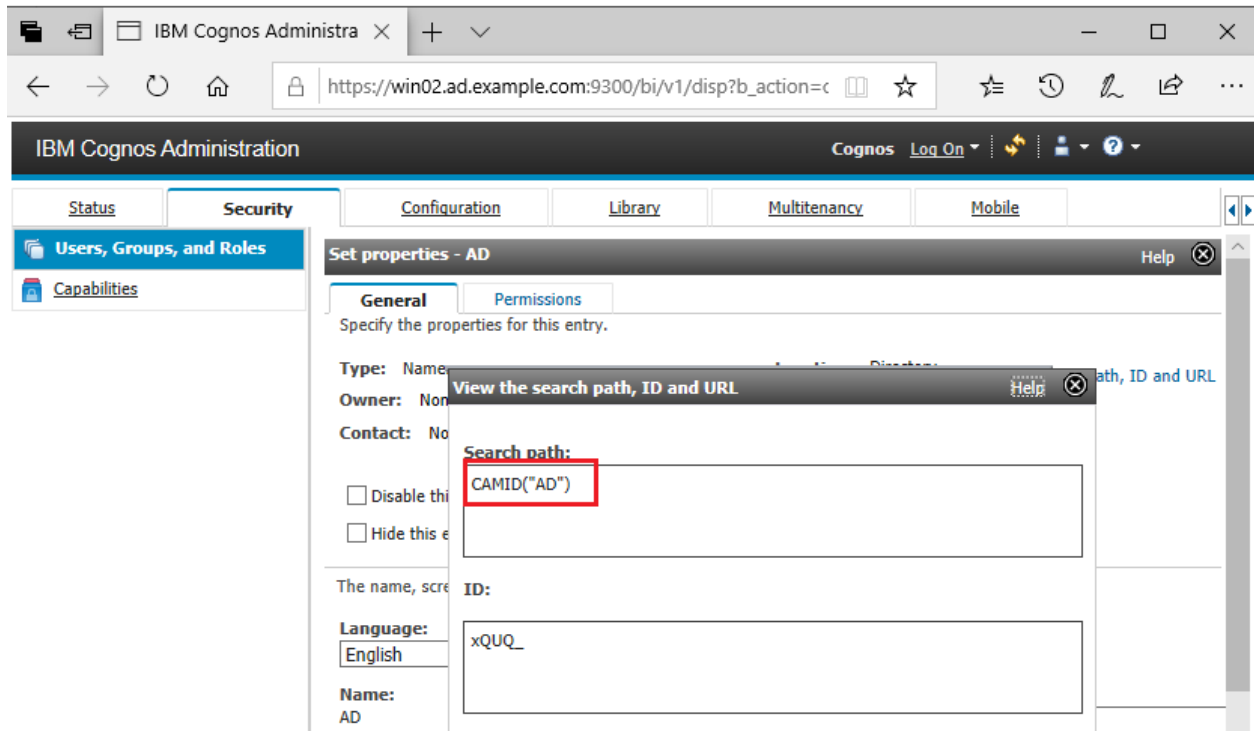 IBM Cognos Administra
https://win02.ad.example.com:9300/bi/v1/disp?b_action=c
IBM Cognos Administration
Cognos Log On
Status Security Configuration Library Multitenancy Mobile
Users, Groups, and Roles
Capabilities
Set properties - AD Help
General Permissions
Specify the properties for this entry.
Type: Name
ath, ID and URL
Owner: Non
Contact: No
View the search path, ID and URL Help
Search path:
CAMID("AD")
Disable thi
Hide this e
The name, scre
ID:
xQUQ_
Language:
English
Name:
AD